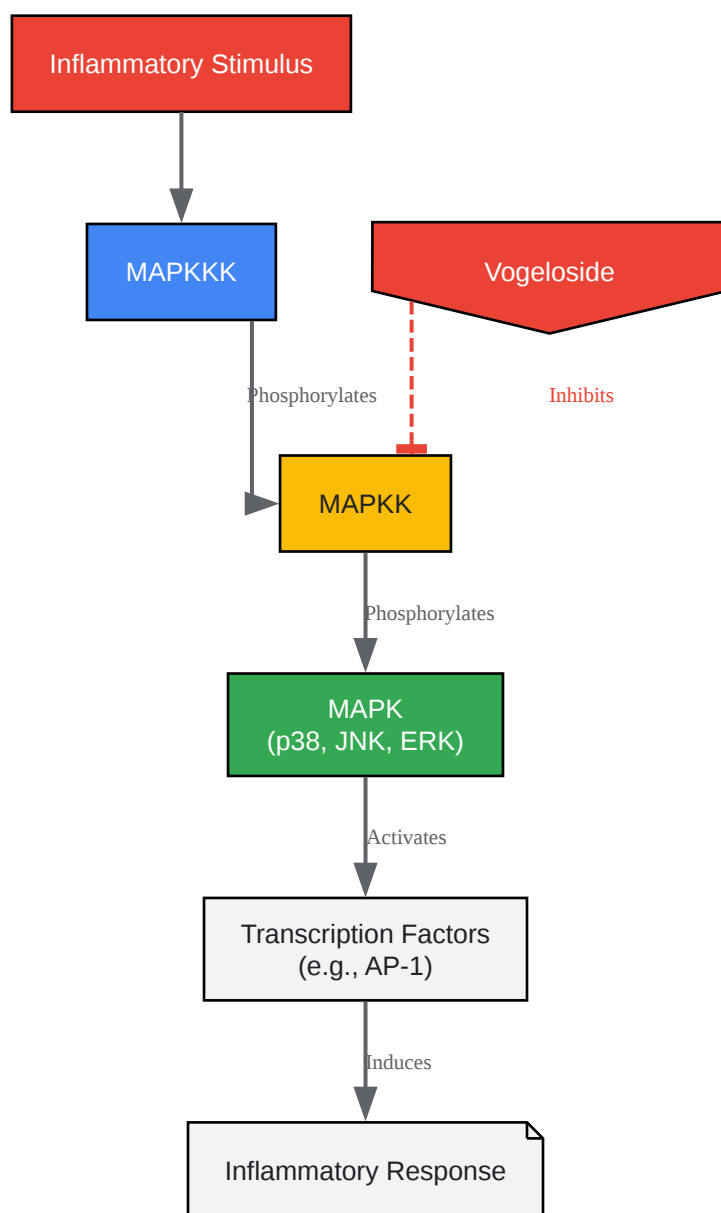 Inflammatory Stimulus
MAPKKK
Vogeloside
Phosphorylates
Inhibits
MAPKK
Phosphorylates
MAPK
(p38, JNK, ERK)
Activates
Transcription Factors
(e.g., AP-1)
Induces
Inflammatory Response